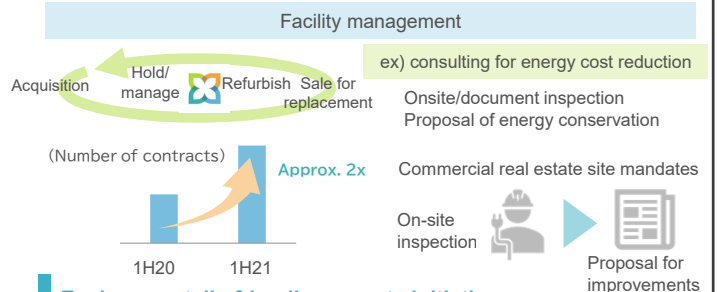 Facility management
Acquisition
Hold/
manage
Refurbish
Sale for
replacement
ex) consulting for energy cost reduction
Onsite/document inspection
Proposal of energy conservation
(Number of contracts)
Approx. 2x
1H20
1H21
Commercial real estate site mandates
On-site
inspection
Proposal for
improvements